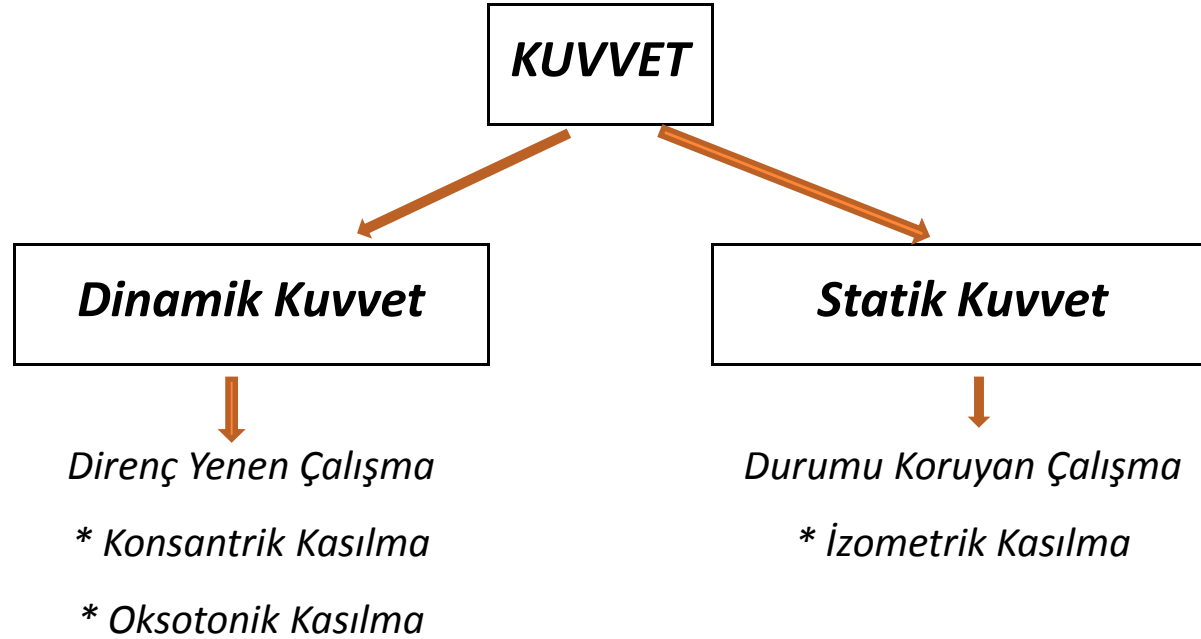 KUVVET
Dinamik Kuvvet
Statik Kuvvet
Direnç Yenen Çalışma
* Konsantrik Kasılma
* Oksotonik Kasılma
Durumu Koruyan Çalışma
* İzometrik Kasılma